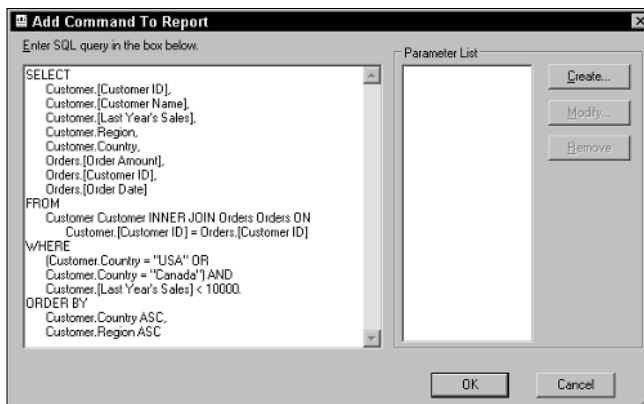 Add Command To Report
Enter SQL query in the box below.
SELECT
Customer.[Customer ID],
Customer.[Customer Name],
Customer.[Last Year's Sales],
Customer.Region,
Customer.Country,
Orders.[Order Amount],
Orders.[Customer ID],
Orders.[Order Date]
FROM
Customer Customer INNER JOIN Orders Orders ON
Customer.[Customer ID] = Orders.[Customer ID]
WHERE
(Customer.Country = "USA" OR
Customer.Country = "Canada") AND
Customer.[Last Year's Sales] < 10000.
ORDER BY
Customer.Country ASC,
Customer.Region ASC
Parameter List
Create...
Modify...
Remove
OK
Cancel